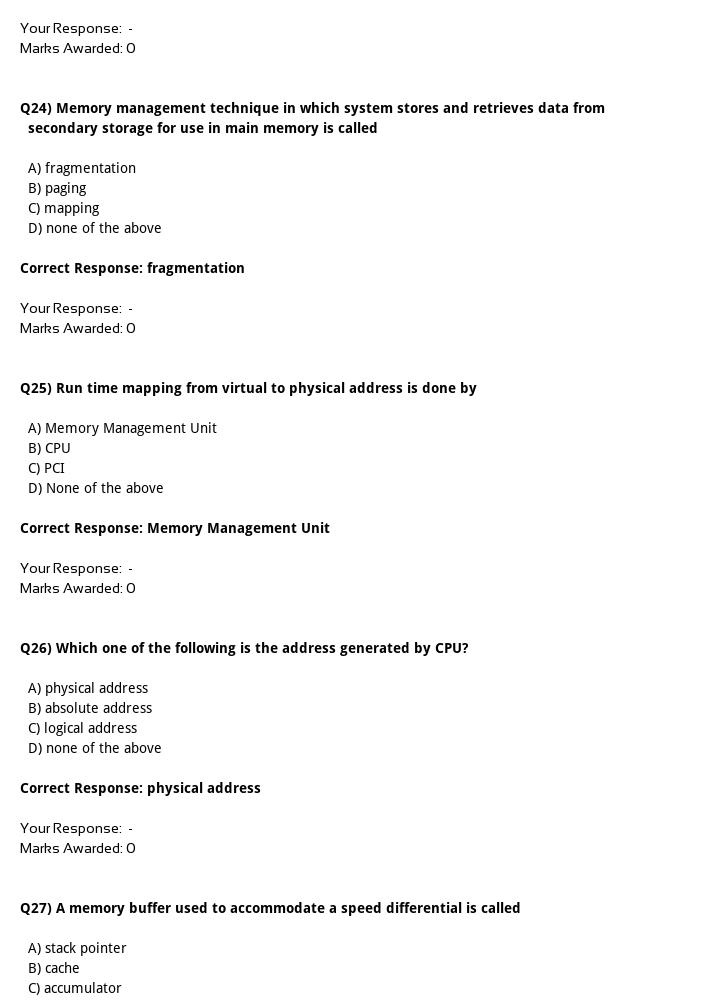 Your Response: -
Marks Awarded: 0
Q24) Memory management technique in which system stores and retrieves data from
secondary storage for use in main memory is called
A) fragmentation
B) paging
C) mapping
D) none of the above
Correct Response: fragmentation
Your Response: -
Marks Awarded: 0
Q25) Run time mapping from virtual to physical address is done by
A) Memory Management Unit
B) CPU
C) PCI
D) None of the above
Correct Response: Memory Management Unit
Your Response: -
Marks Awarded: 0
Q26) Which one of the following is the address generated by CPU?
A) physical address
B) absolute address
C) logical address
D) none of the above
Correct Response: physical address
Your Response: -
Marks Awarded: 0
Q27) A memory buffer used to accommodate a speed differential is called
A) stack pointer
B) cache
C) accumulator